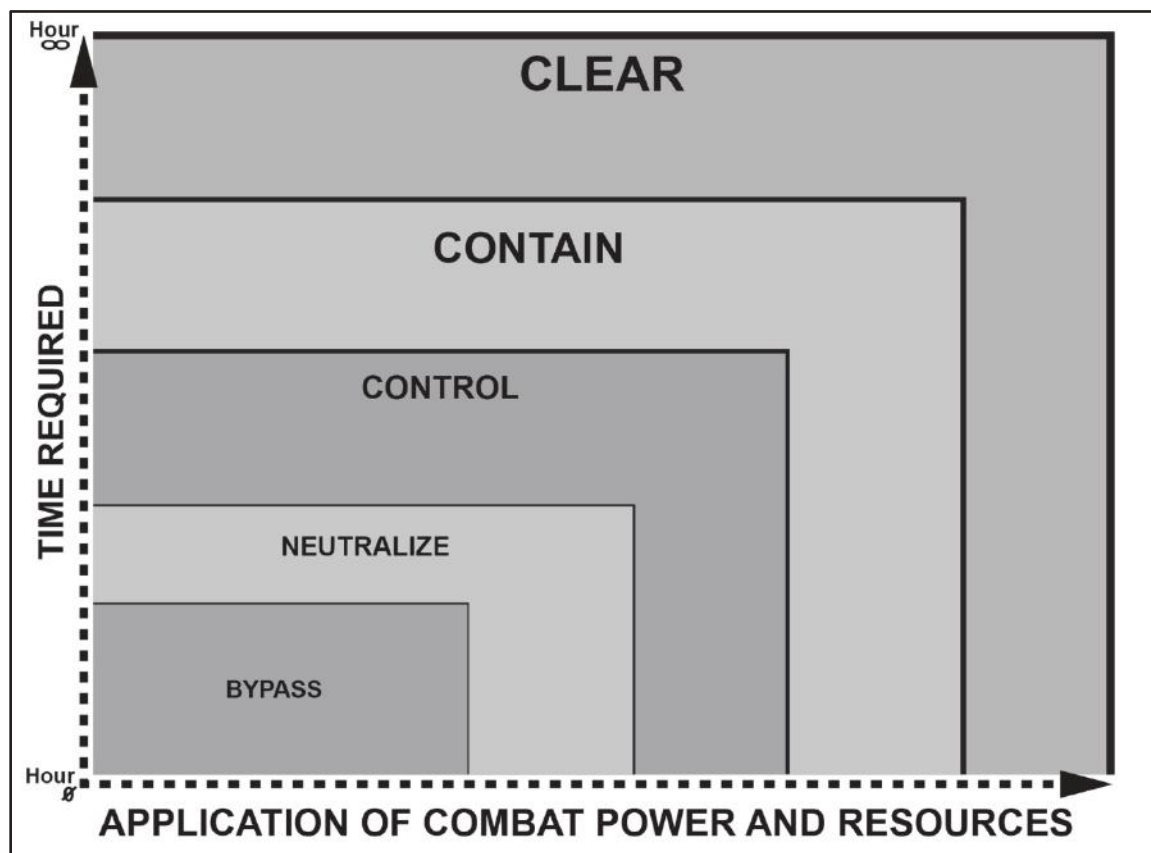 Hour
∞
CLEAR
CONTAIN
CONTROL
NEUTRALIZE
BYPASS
TIME REQUIRED
Hour
Ø
APPLICATION OF COMBAT POWER AND RESOURCES